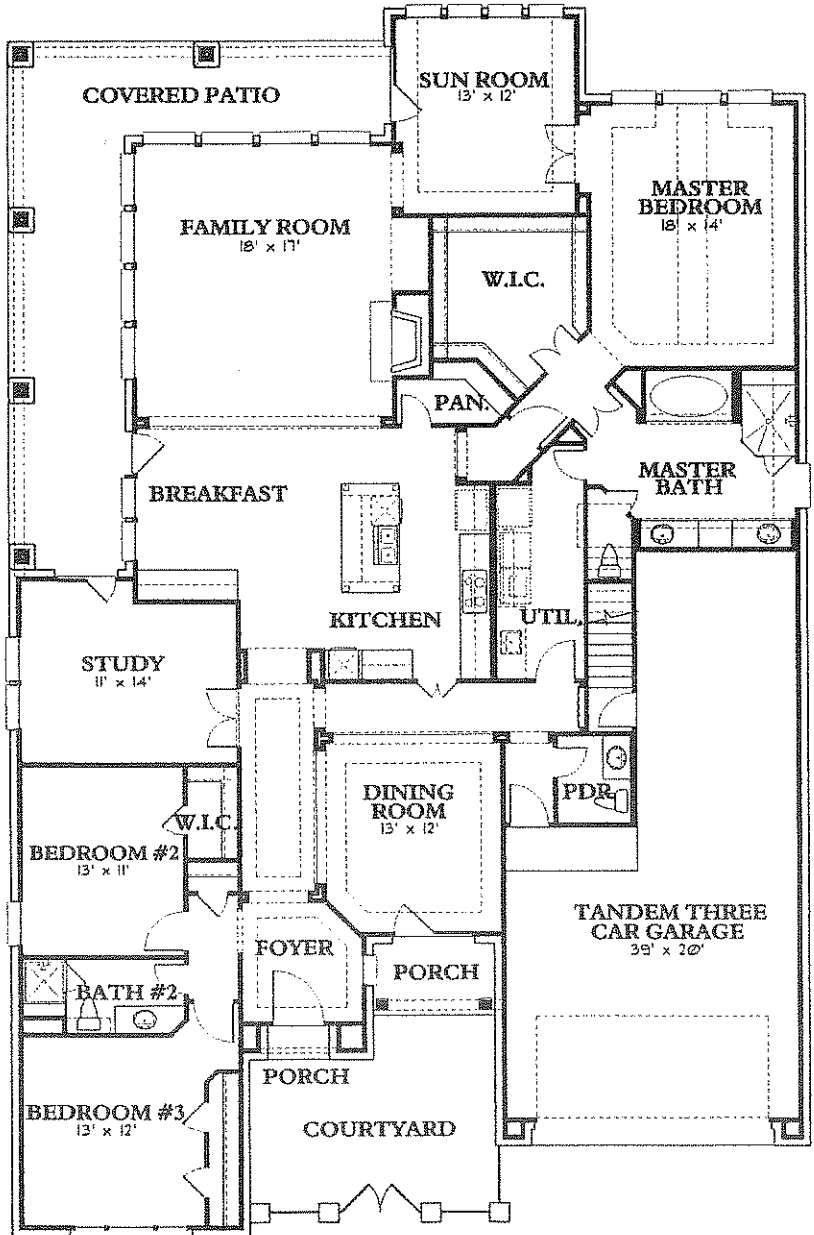 SUN ROOM
13' x 12'
COVERED PATIO
MASTER
BEDROOM
18' x 14'
FAMILY ROOM
18' x 17'
W.I.C.
PAN.
MASTER
BATH
BREAKFAST
KITCHEN
UTIL.
STUDY
11' x 14'
DINING
ROOM
13' x 12'
PDR.
W.I.C.
BEDROOM #2
13' x 11'
TANDEM THREE
CAR GARAGE
39' x 20'
FOYER
PORCH
BATH #2
PORCH
BEDROOM #3
13' x 12'
COURTYARD